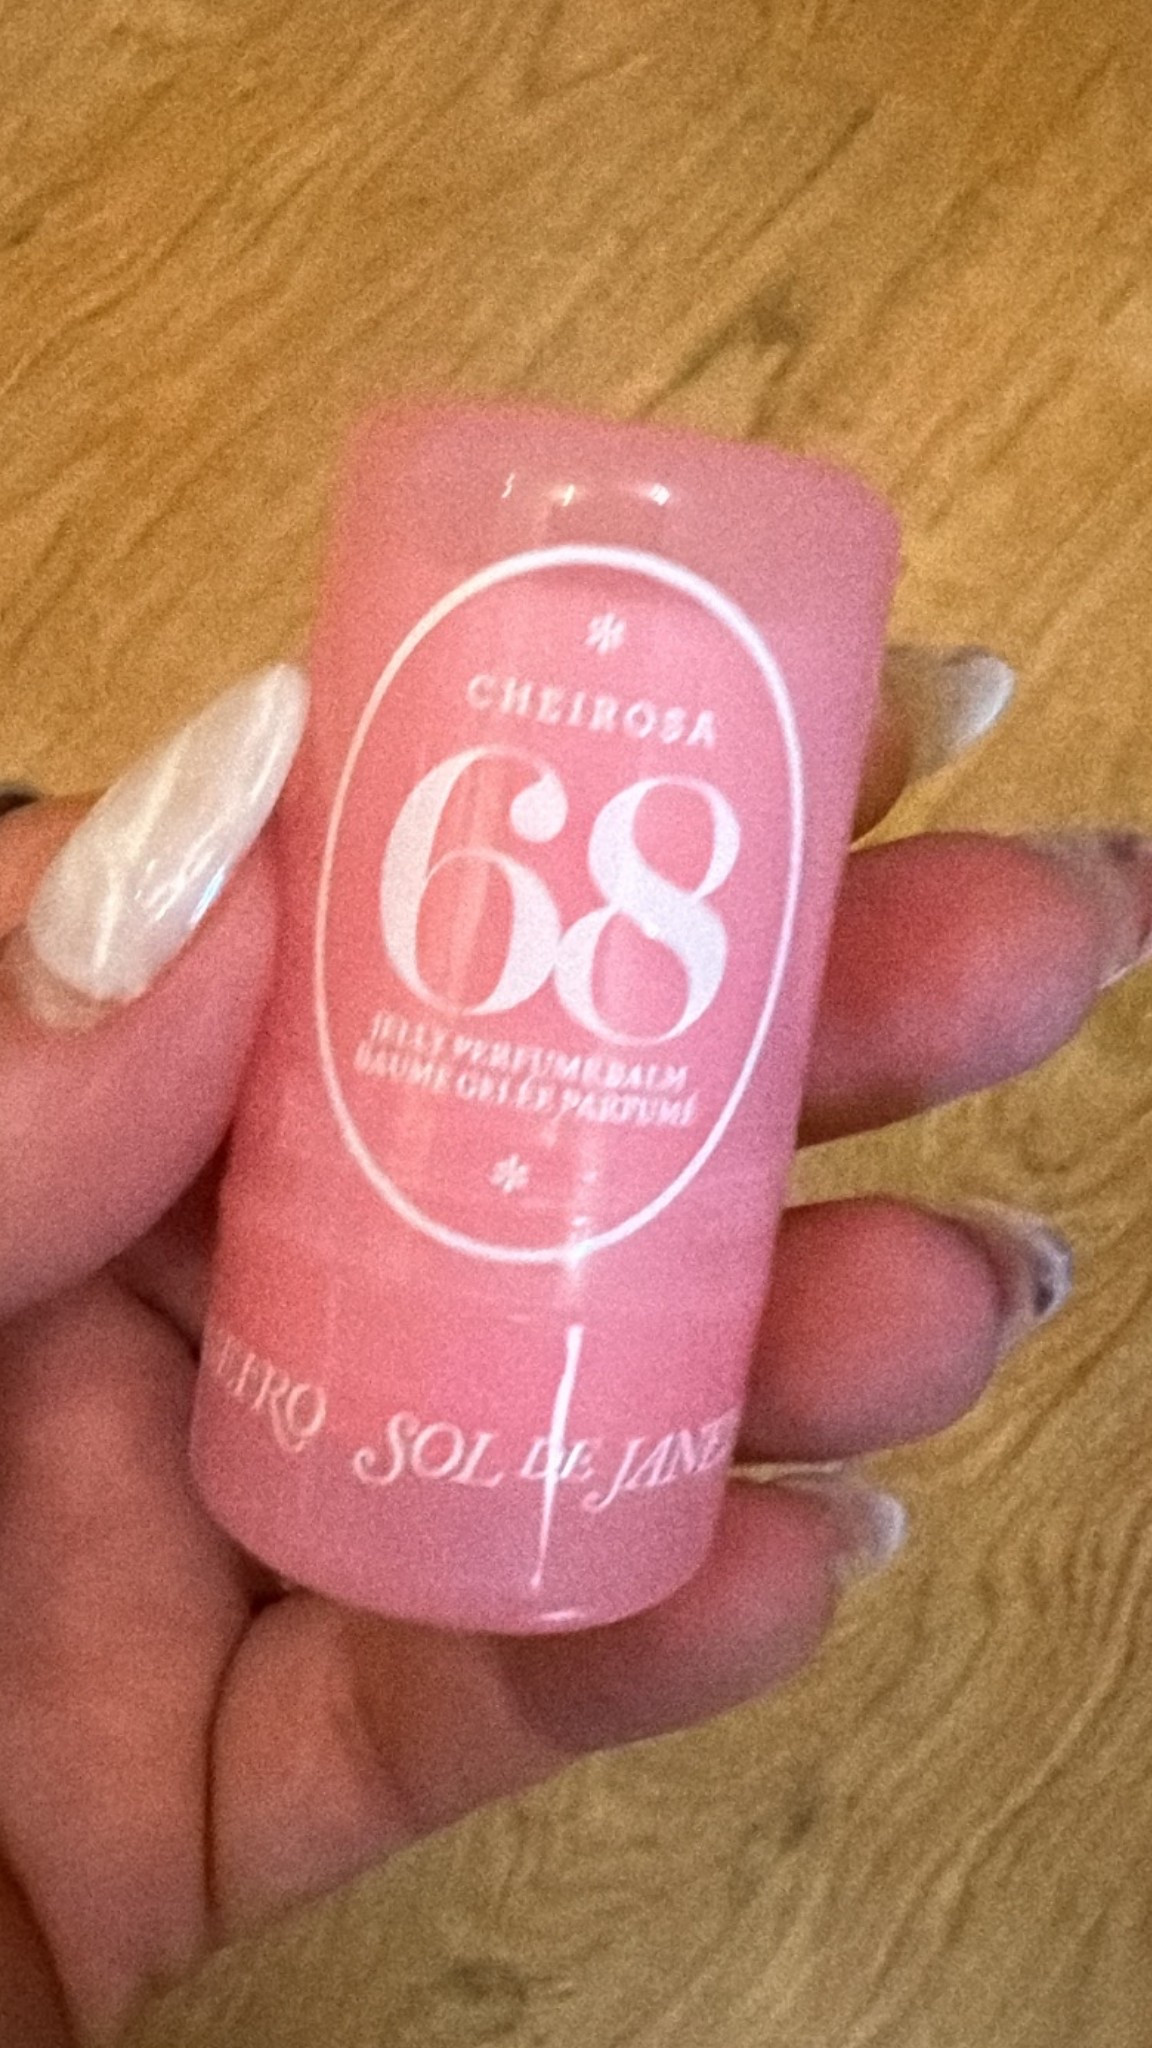 CHEIROSA
68
JELLY PERFUME BALM
BAUME GELÉE PARFUMÉ
SOL DE JANE